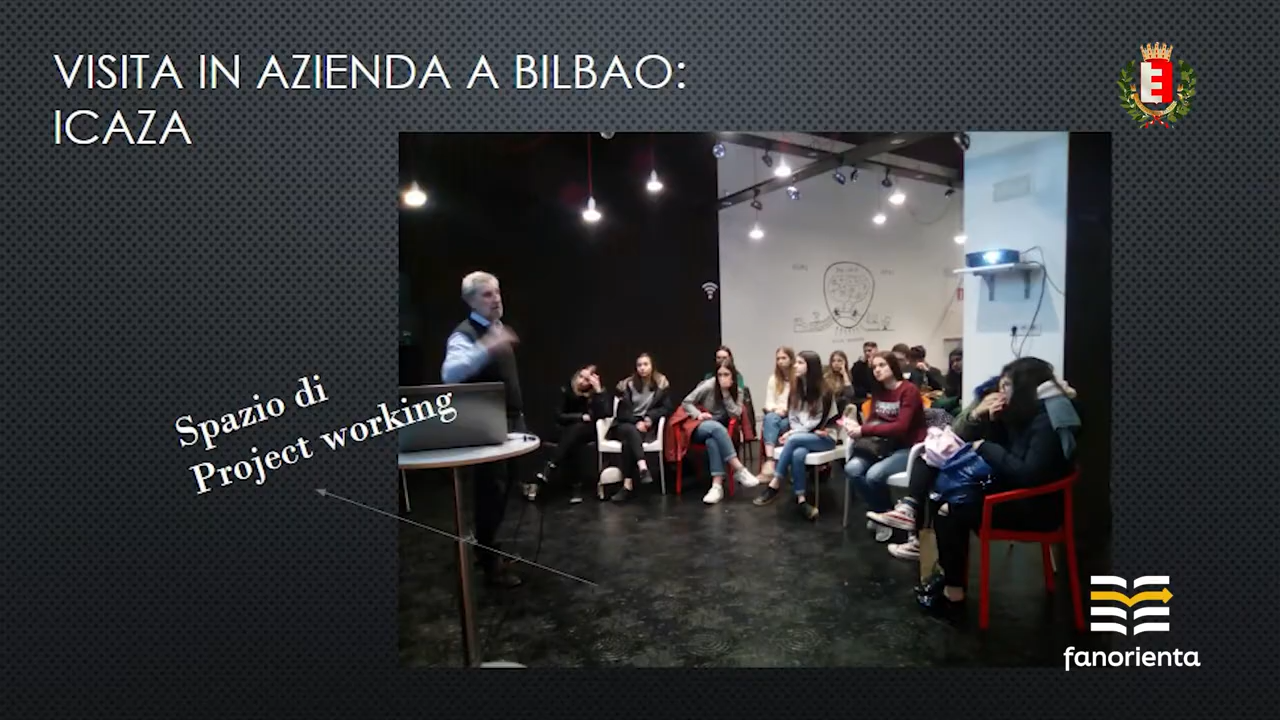 VISITA IN AZIENDA A BILBAO:
ICAZA
Spazio di
Project working
fanorienta